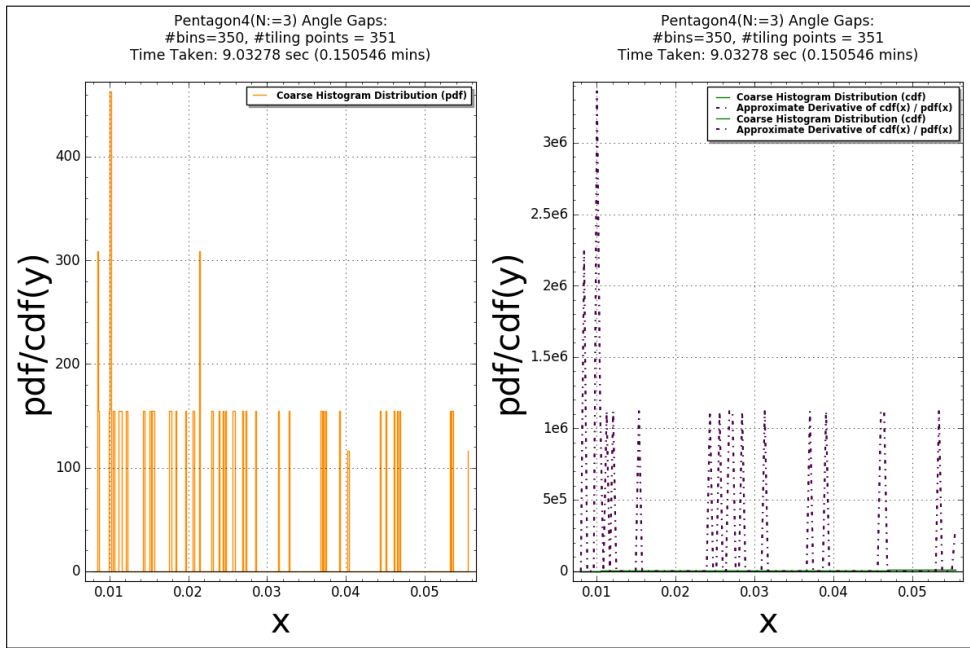 Pentagon4(N:=3) Angle Gaps:
#bins=350, #tiling points = 351
Time Taken: 9.03278 sec (0.150546 mins)
Coarse Histogram Distribution (pdf)
400
300
200
100
0
0.01 0.02 0.03 0.04 0.05
pdf/cdf(y)
x
Pentagon4(N:=3) Angle Gaps:
#bins=350, #tiling points = 351
Time Taken: 9.03278 sec (0.150546 mins)
Coarse Histogram Distribution (cdf)
Approximate Derivative of cdf(x) / pdf(x)
Coarse Histogram Distribution (cdf)
Approximate Derivative of cdf(x) / pdf(x)
3e6
2.5e6
2e6
1.5e6
1e6
5e5
0
0.01 0.02 0.03 0.04 0.05
pdf/cdf(y)
x